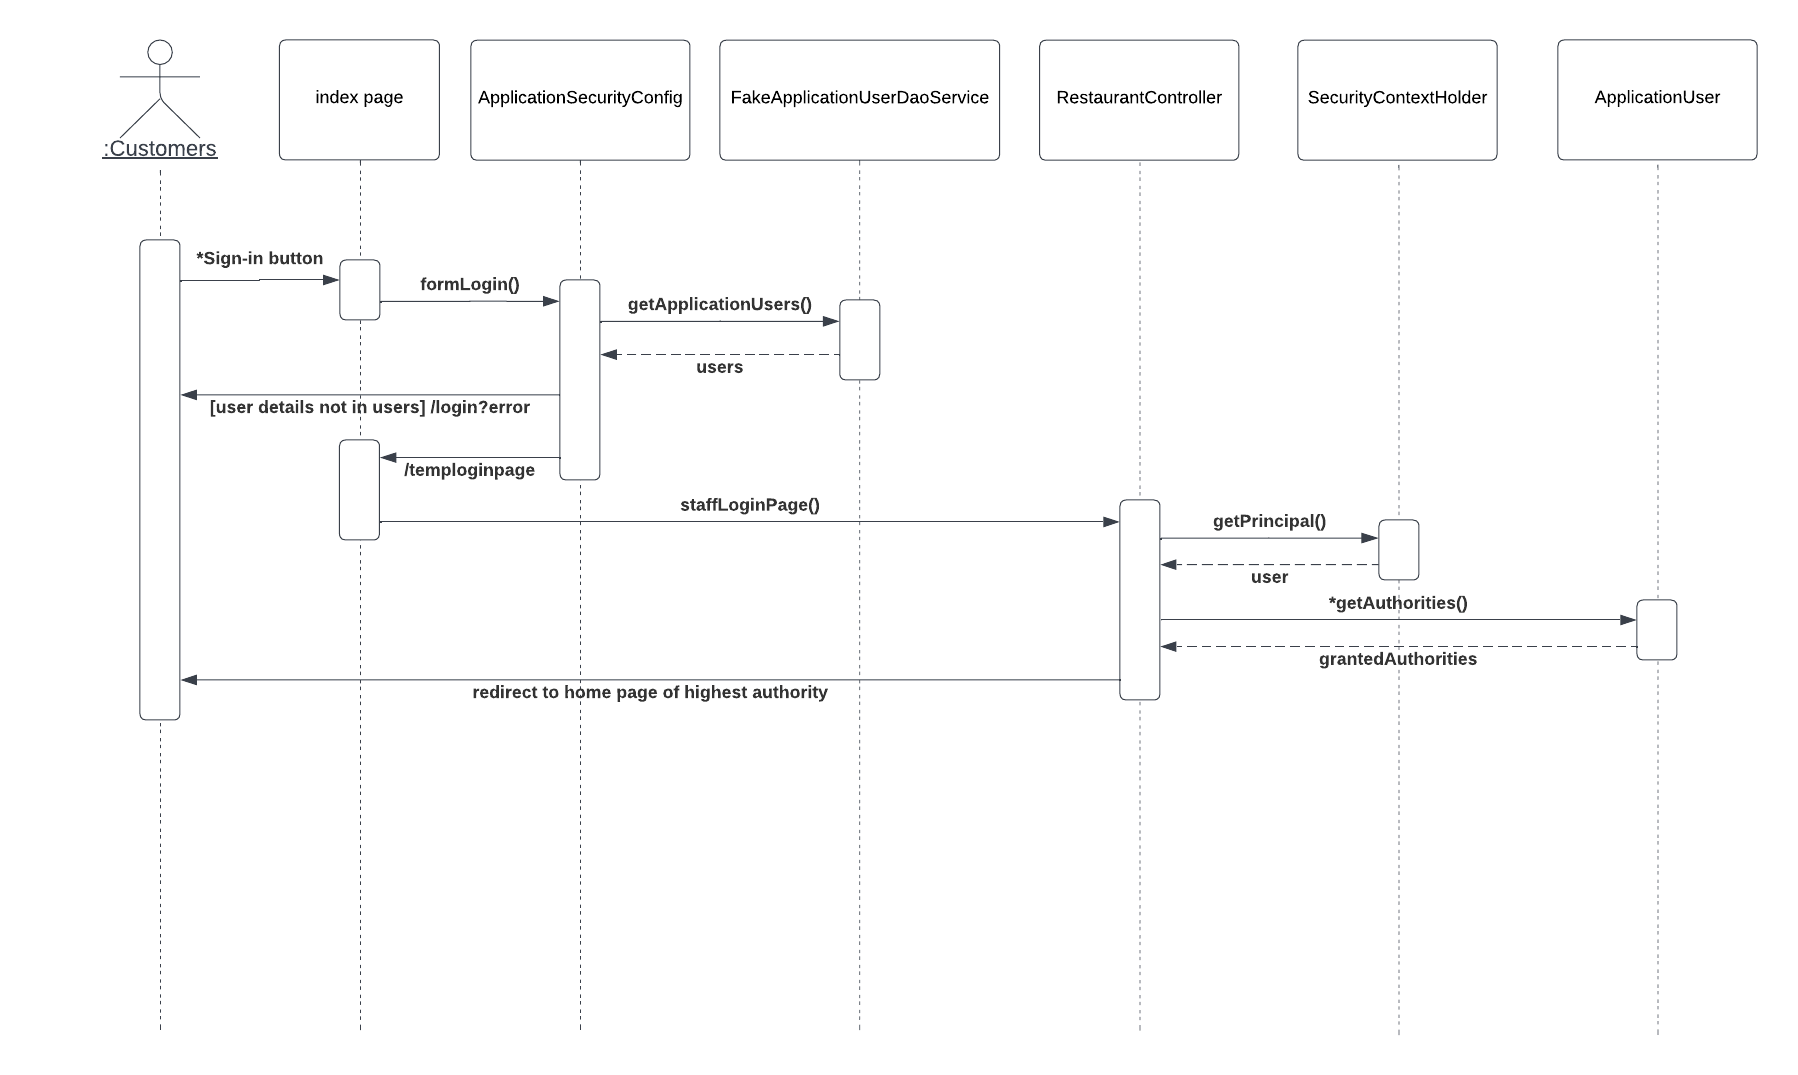 :Customers
index page
ApplicationSecurityConfig
FakeApplicationUserDaoService
RestaurantController
SecurityContextHolder
ApplicationUser
*Sign-in button
formLogin()
getApplicationUsers()
users
[user details not in users] /login?error
/temploginpage
staffLoginPage()
getPrincipal()
user
*getAuthorities()
grantedAuthorities
redirect to home page of highest authority